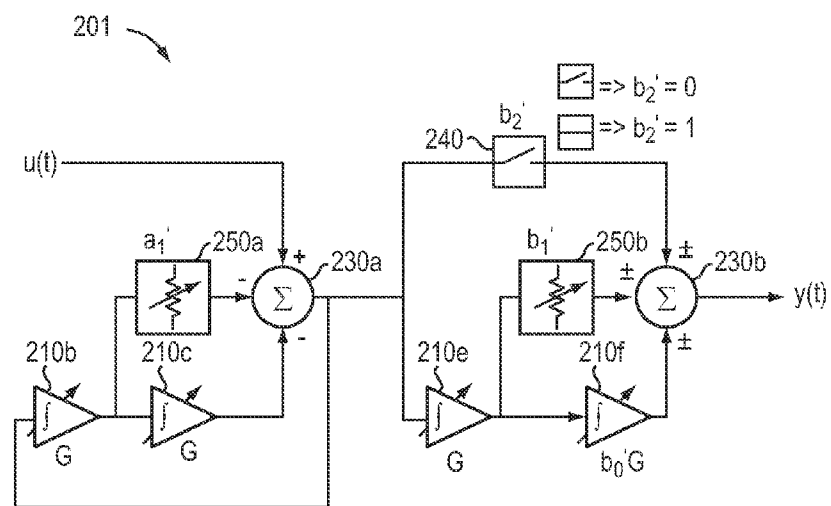 201
=> b2' = 0
b2'
240
=> b2' = 1
u(t)
a1'
250a
+
-
230a
Σ
-
b1'
250b
±
±
230b
Σ
±
y(t)
210b
∫
G
210c
∫
G
210e
∫
G
210f
∫
b0'G